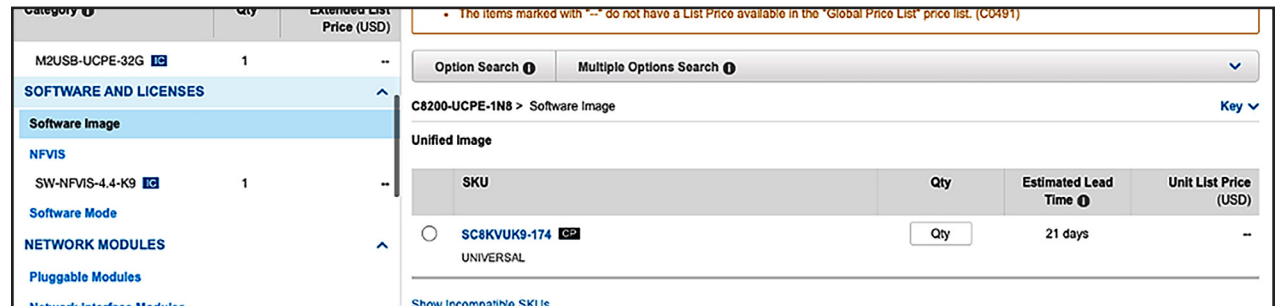 Category
Qty
Extended List
Price (USD)
M2USB-UCPE-32G IC 1 --
SOFTWARE AND LICENSES
Software Image
NFVIS
SW-NFVIS-4.4-K9 IC 1 --
Software Mode
NETWORK MODULES
Pluggable Modules
Network Interface Modules
• The items marked with "--" do not have a List Price available in the "Global Price List" price list. (C0491)
Option Search Multiple Options Search
C8200-UCPE-1N8 > Software Image Key
Unified Image
SKU Qty Estimated Lead Time Unit List Price (USD)
SC8KVUK9-174 CP Qty 21 days --
UNIVERSAL
Show Incompatible SKUs